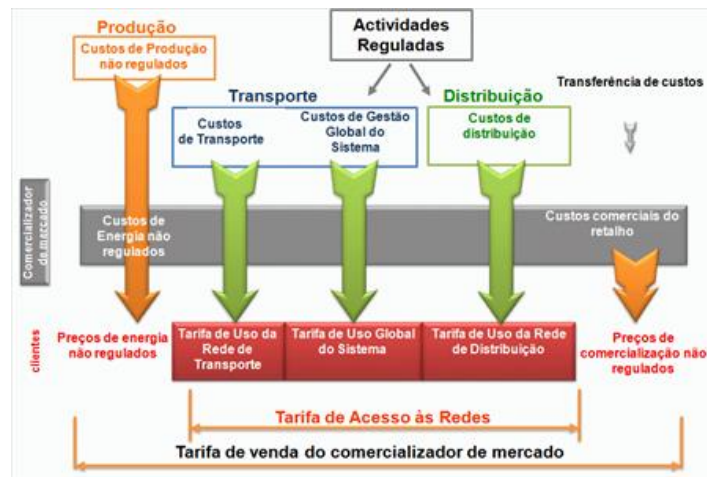 Produção
Custos de Produção
não regulados
Actividades
Reguladas
Transporte
Custos
de Transporte
Custos de Gestão
Global do
Sistema
Distribuição
Custos de
distribuição
Transferência de custos
Comercializador
de mercado
Custos de
Energia não
regulados
Custos comerciais do
retalho
clientes
Preços de energia
não regulados
Tarifa de Uso da
Rede de
Transporte
Tarifa de Uso Global
do Sistema
Tarifa de Uso da Rede
de Distribuição
Preços de
comercialização não
regulados
Tarifa de Acesso às Redes
Tarifa de venda do comercializador de mercado